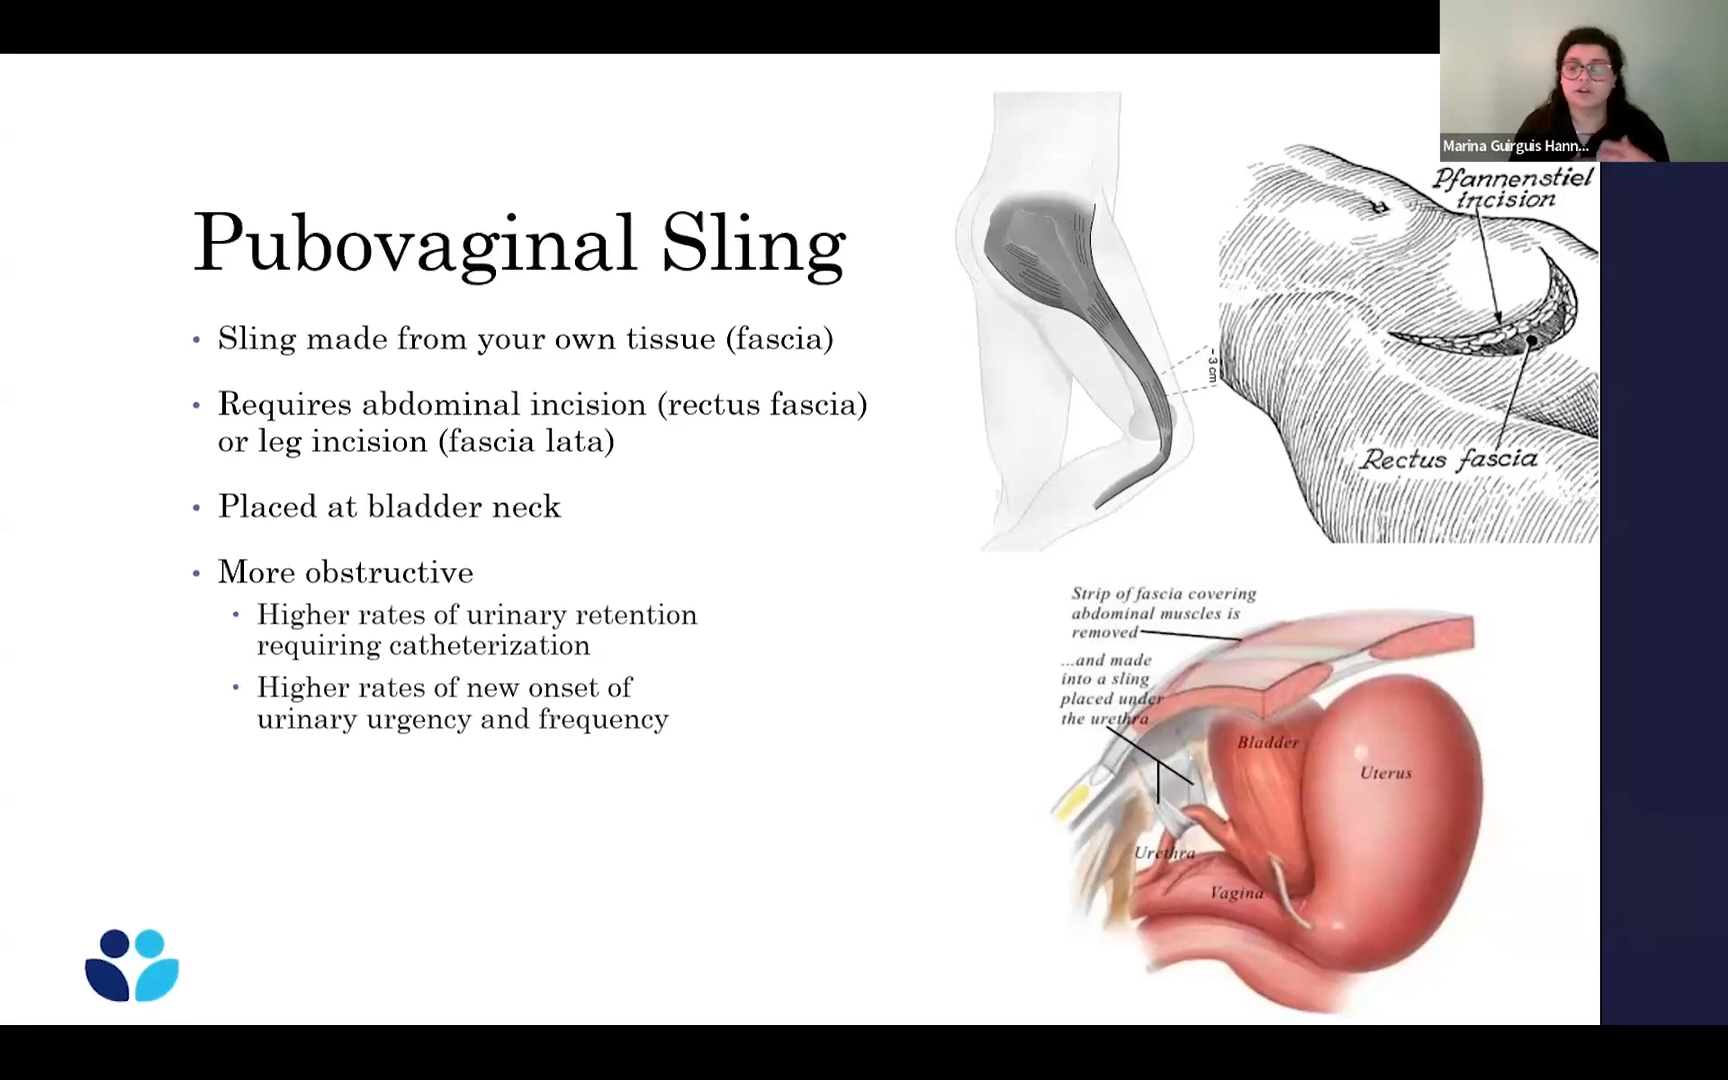 Marina Guirguis Hann...
Pubovaginal Sling
• Sling made from your own tissue (fascia)
• Requires abdominal incision (rectus fascia)
or leg incision (fascia lata)
• Placed at bladder neck
• More obstructive
• Higher rates of urinary retention
requiring catheterization
• Higher rates of new onset of
urinary urgency and frequency
~3 cm
Pfannenstiel
incision
Rectus fascia
Strip of fascia covering
abdominal muscles is
removed
...and made
into a sling
placed under
the urethra
Bladder
Uterus
Urethra
Vagina